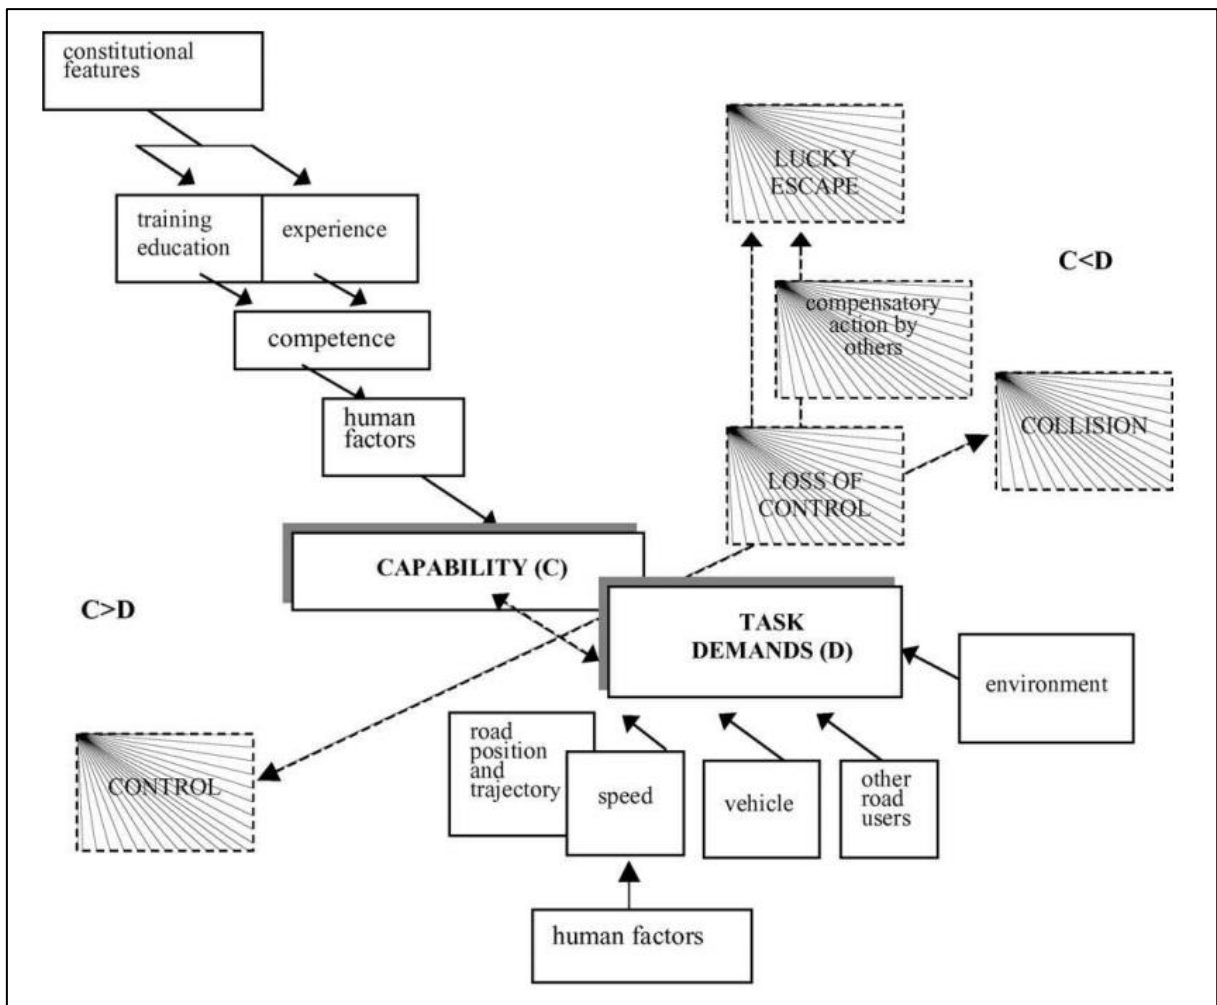 constitutional
features
training
education
experience
competence
human
factors
CAPABILITY (C)
C>D
CONTROL
LUCKY
ESCAPE
C<D
compensatory
action by
others
COLLISION
LOSS OF
CONTROL
TASK
DEMANDS (D)
environment
road
position
and
trajectory
speed
vehicle
other
road
users
human factors